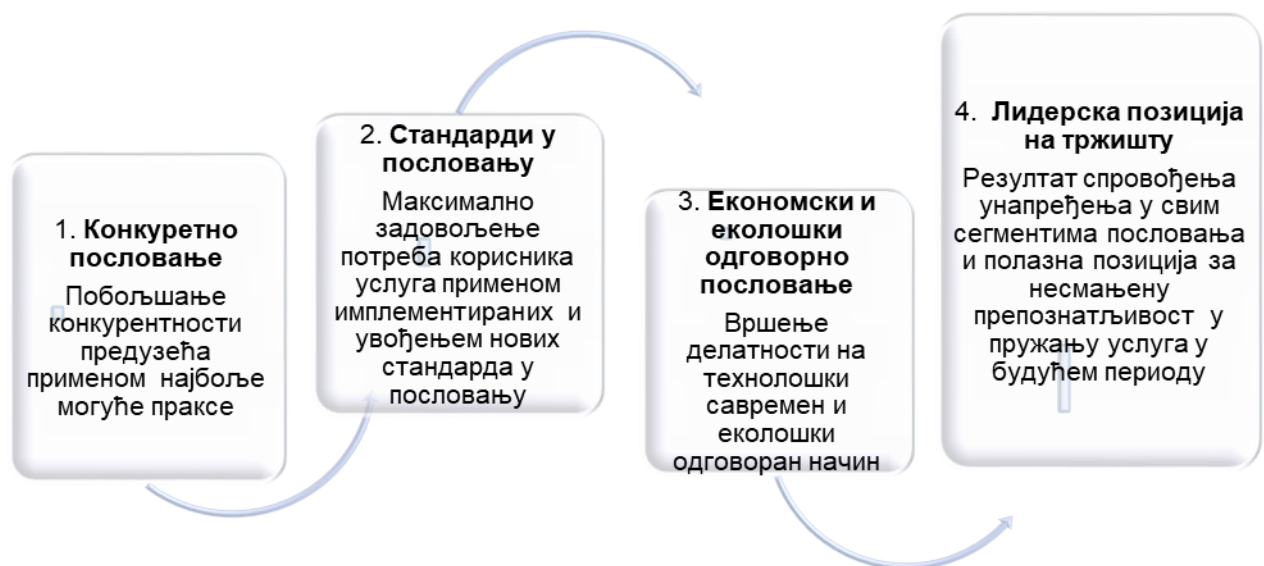 1. Конкуретно
пословање
Побољшање
конкурентности
предузећа
применом најбоље
могуће праксе
2. Стандарди у
пословању
Максимално
задовољење
потреба корисника
услуга применом
имплементираних и
увођењем нових
стандарда у
пословању
3. Економски и
еколошки
одговорно
пословање
Вршење
делатности на
технолошки
савремен и
еколошки
одговоран начин
4. Лидерска позиција
на тржишту
Резултат спровођења
унапређења у свим
сегментима пословања
и полазна позиција за
несмањену
препознатљивост у
пружању услуга у
будућем периоду